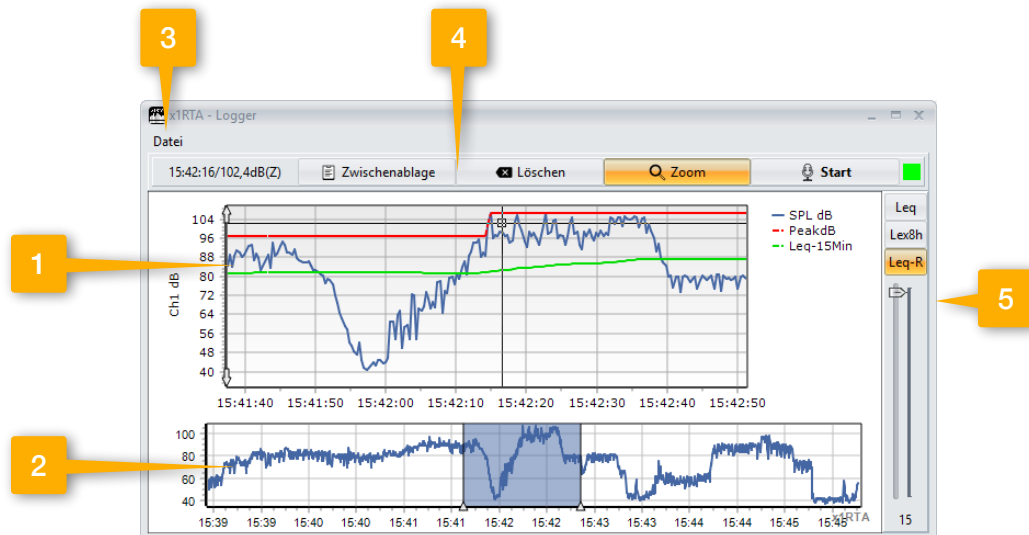 3
4
x1RTA - Logger
Datei
15:42:16/102,4dB(Z)
Zwischenablage
Löschen
Zoom
Start
1
Ch1 dB
104
96
88
80
72
64
56
48
40
SPL dB
PeakdB
Leq-15Min
15:41:40 15:41:50 15:42:00 15:42:10 15:42:20 15:42:30 15:42:40 15:42:50
Leq
Lex8h
Leq-R
5
2
100
80
60
40
15:39 15:39 15:40 15:40 15:41 15:41 15:42 15:42 15:43 15:43 15:44 15:44 15:45
x1RTA
15